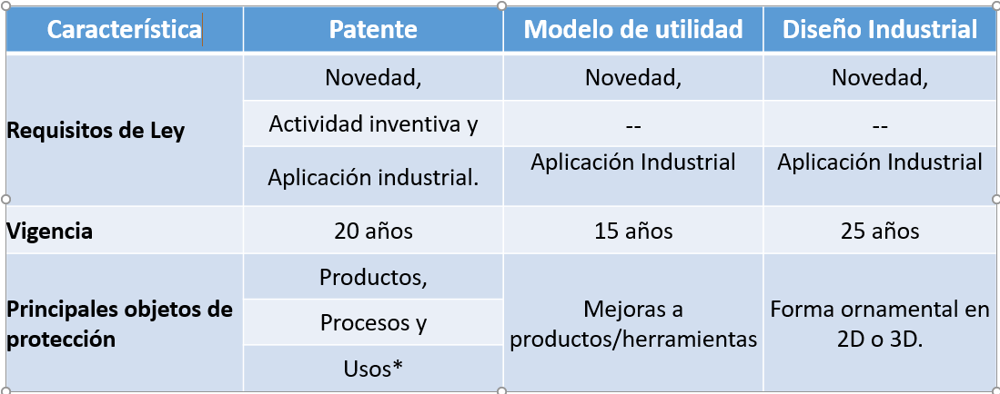 Característica Patente Modelo de utilidad Diseño Industrial
Requisitos de Ley
Novedad, Novedad, Novedad,
Actividad inventiva y -- --
Aplicación industrial. Aplicación Industrial Aplicación Industrial
Vigencia 20 años 15 años 25 años
Principales objetos de
protección
Productos,
Procesos y
Usos*
Mejoras a
productos/herramientas
Forma ornamental en
2D o 3D.